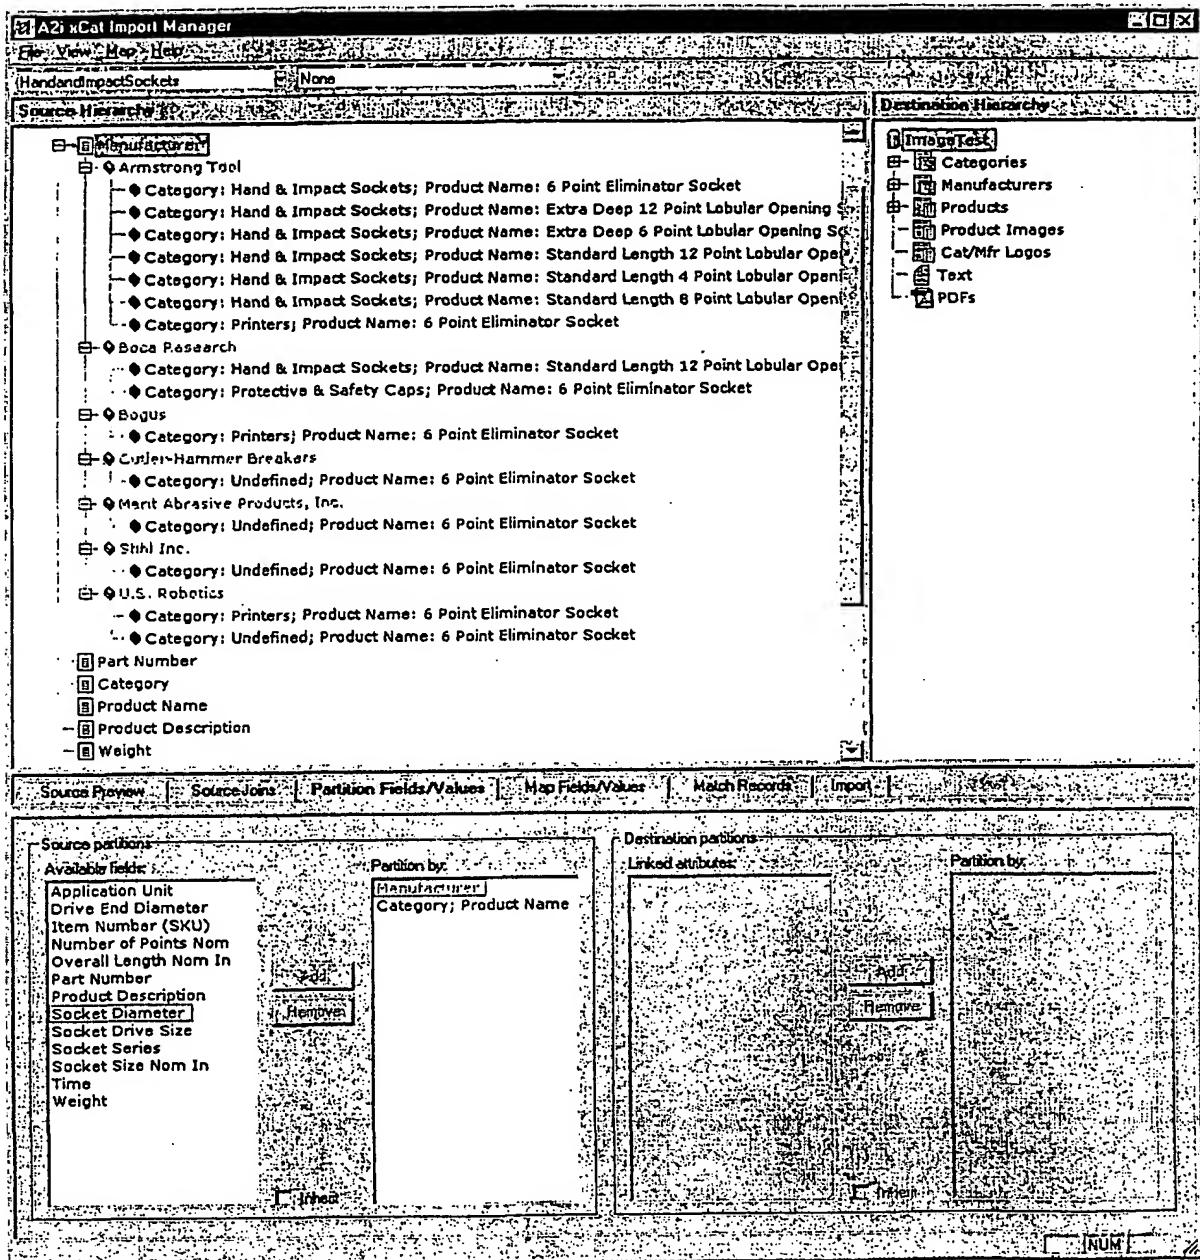 A2i xCat Import Manager
File View Map Help
HandandImpactSockets
None
Source Hierarchy
Manufacturer
Armstrong Tool
Category: Hand & Impact Sockets; Product Name: 6 Point Eliminator Socket
Category: Hand & Impact Sockets; Product Name: Extra Deep 12 Point Lobular Opening S
Category: Hand & Impact Sockets; Product Name: Extra Deep 6 Point Lobular Opening So
Category: Hand & Impact Sockets; Product Name: Standard Length 12 Point Lobular Ope
Category: Hand & Impact Sockets; Product Name: Standard Length 4 Point Lobular Openi
Category: Hand & Impact Sockets; Product Name: Standard Length 8 Point Lobular Openi
Category: Printers; Product Name: 6 Point Eliminator Socket
Boca Research
Category: Hand & Impact Sockets; Product Name: Standard Length 12 Point Lobular Ope
Category: Protective & Safety Caps; Product Name: 6 Point Eliminator Socket
Bogus
Category: Printers; Product Name: 6 Point Eliminator Socket
Cutler-Hammer Breakers
Category: Undefined; Product Name: 6 Point Eliminator Socket
Merit Abrasive Products, Inc.
Category: Undefined; Product Name: 6 Point Eliminator Socket
Stihl Inc.
Category: Undefined; Product Name: 6 Point Eliminator Socket
U.S. Robotics
Category: Printers; Product Name: 6 Point Eliminator Socket
Category: Undefined; Product Name: 6 Point Eliminator Socket
Part Number
Category
Product Name
Product Description
Weight
Destination Hierarchy
ImageTest
Categories
Manufacturers
Products
Product Images
Cat/Mfr Logos
Text
PDFs
Source Preview
Source Joins
Partition Fields/Values
Map Fields/Values
Match Records
Import
Source partitions
Available fields:
Application Unit
Drive End Diameter
Item Number (SKU)
Number of Points Nom
Overall Length Nom In
Part Number
Product Description
Socket Diameter
Socket Drive Size
Socket Series
Socket Size Nom In
Time
Weight
Add
Remove
Inherit
Partition by:
Manufacturer
Category; Product Name
Destination partitions
Linked attributes:
Add
Remove
Inherit
Partition by:
NUM